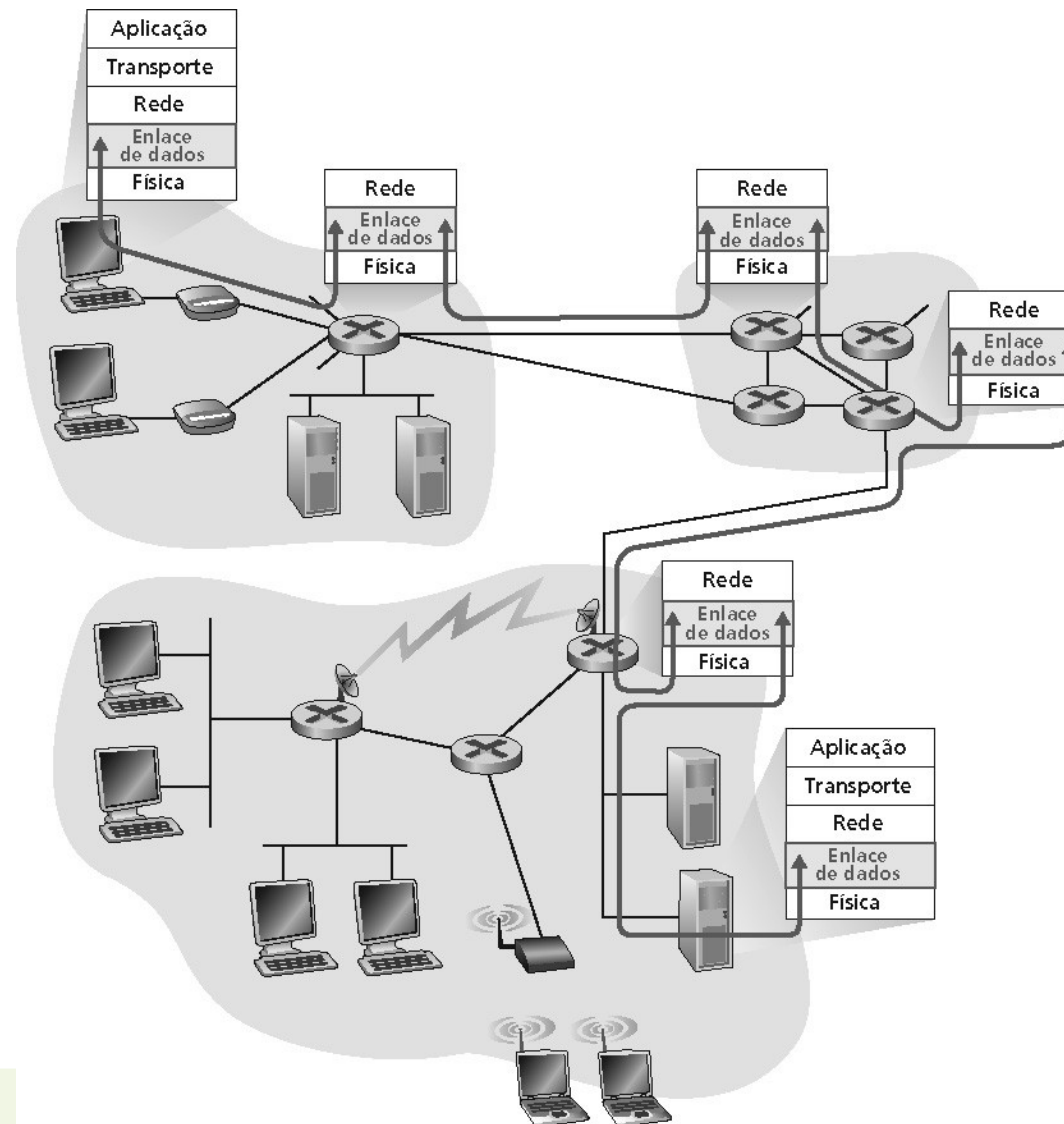 Aplicação
Transporte
Rede
Enlace
de dados
Física
Rede
Enlace
de dados
Física
Rede
Enlace
de dados
Física
Rede
Enlace
de dados
Física
Rede
Enlace
de dados
Física
Aplicação
Transporte
Rede
Enlace
de dados
Física